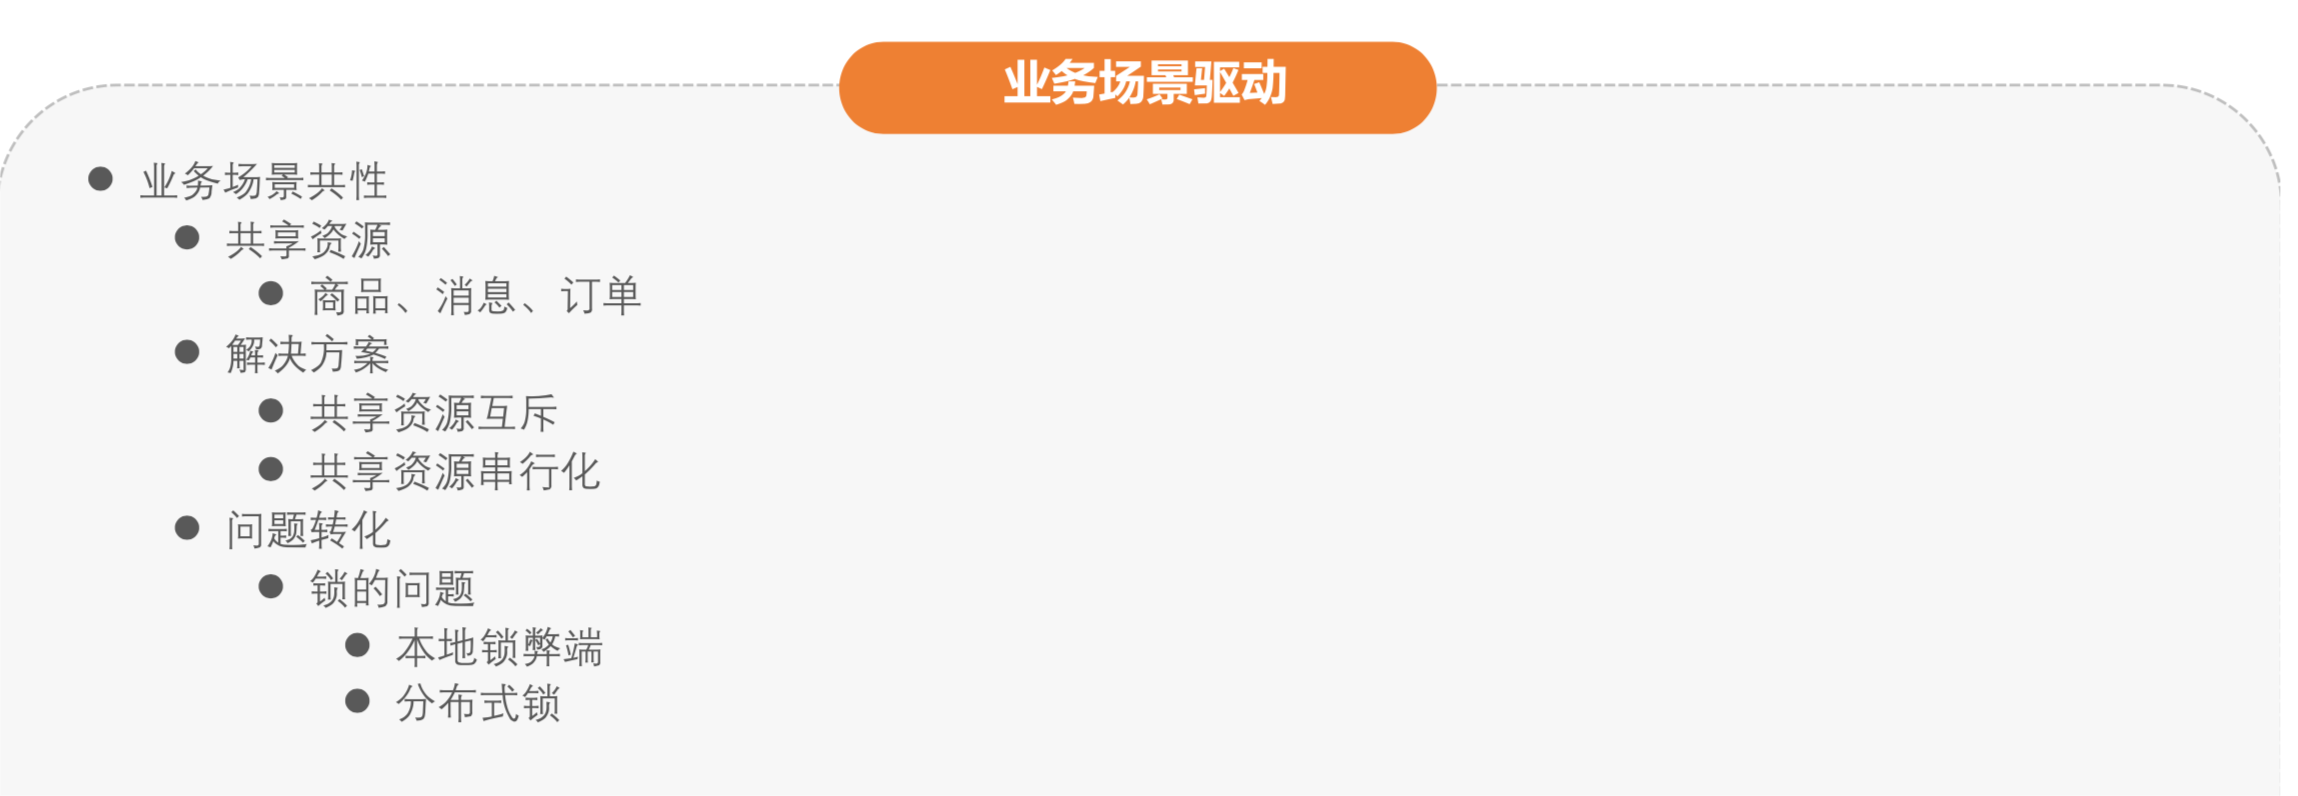 业务场景驱动
业务场景共性
共享资源
商品、消息、订单
解决方案
共享资源互斥
共享资源串行化
问题转化
锁的问题
本地锁弊端
分布式锁